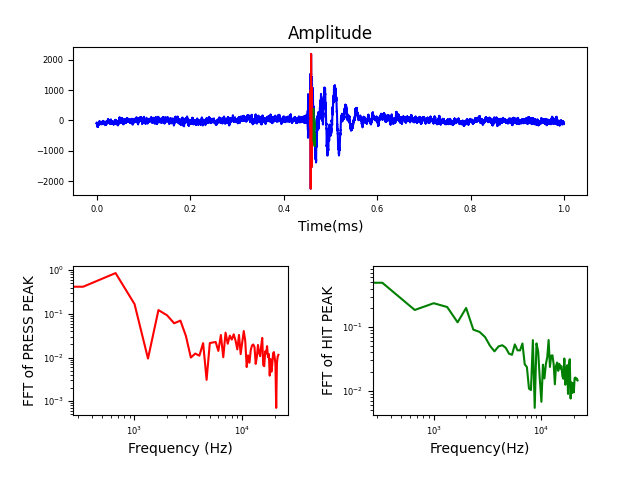 Amplitude
2000
1000
0
−1000
−2000
0.0 0.2 0.4 0.6 0.8 1.0
Time(ms)
FFT of PRESS PEAK
10⁰
10⁻¹
10⁻²
10⁻³
10³ 10⁴
Frequency (Hz)
FFT of HIT PEAK
10⁻¹
10⁻²
10³ 10⁴
Frequency(Hz)